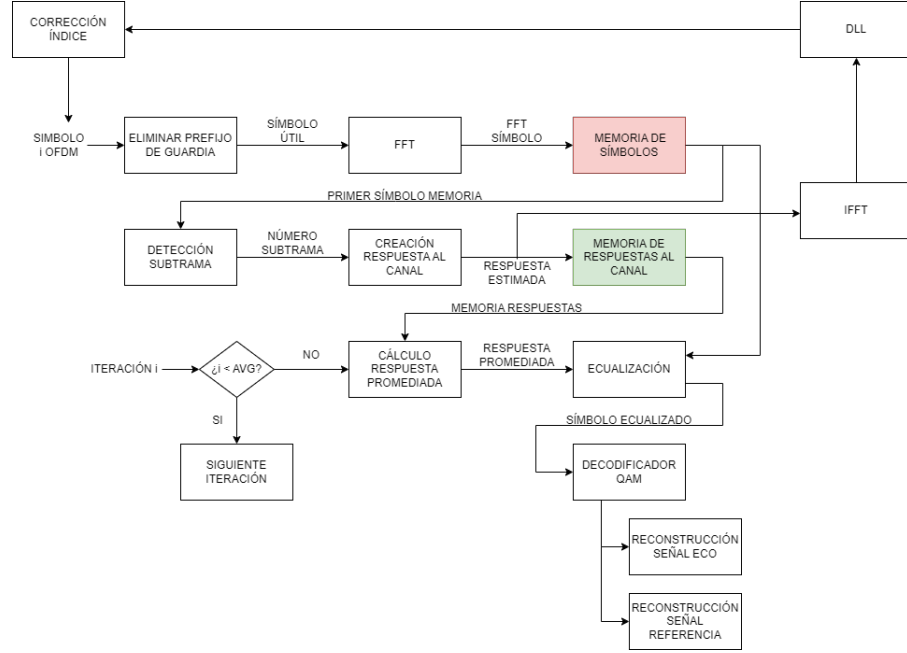 CORRECCIÓN
ÍNDICE
DLL
SIMBOLO
i OFDM
ELIMINAR PREFIJO
DE GUARDIA
SÍMBOLO
ÚTIL
FFT
FFT
SÍMBOLO
MEMORIA DE
SÍMBOLOS
PRIMER SÍMBOLO MEMORIA
IFFT
DETECCIÓN
SUBTRAMA
NÚMERO
SUBTRAMA
CREACIÓN
RESPUESTA AL
CANAL
RESPUESTA
ESTIMADA
MEMORIA DE
RESPUESTAS AL
CANAL
MEMORIA RESPUESTAS
ITERACIÓN i
¿i < AVG?
NO
CÁLCULO
RESPUESTA
PROMEDIADA
RESPUESTA
PROMEDIADA
ECUALIZACIÓN
SI
SÍMBOLO ECUALIZADO
SIGUIENTE
ITERACIÓN
DECODIFICADOR
QAM
RECONSTRUCCIÓN
SEÑAL ECO
RECONSTRUCCIÓN
SEÑAL
REFERENCIA